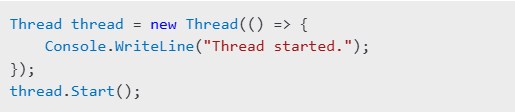 Thread thread = new Thread(() => {
    Console.WriteLine("Thread started.");
});
thread.Start();